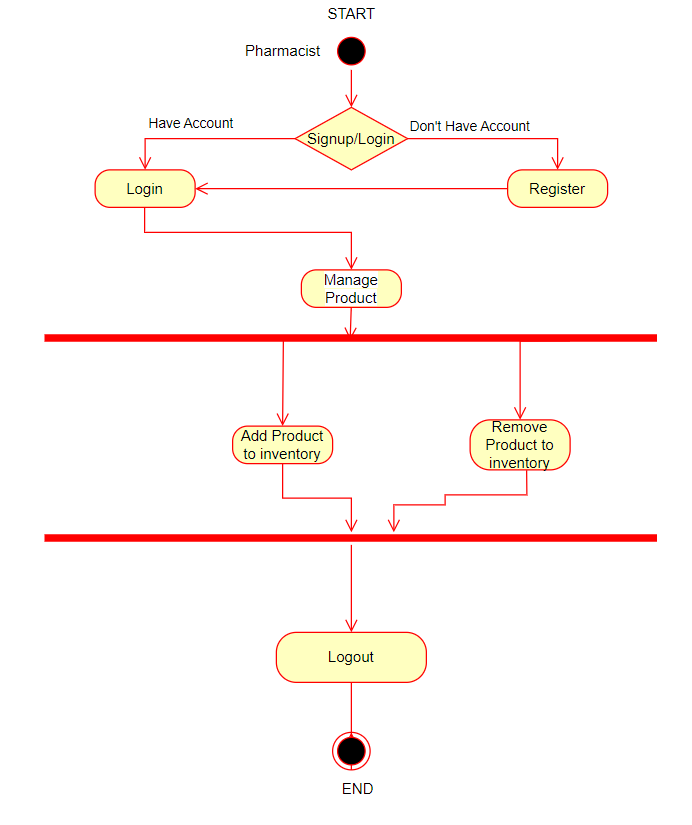 START
Pharmacist
Have Account
Don't Have Account
Signup/Login
Login
Register
Manage
Product
Add Product
to inventory
Remove
Product to
inventory
Logout
END